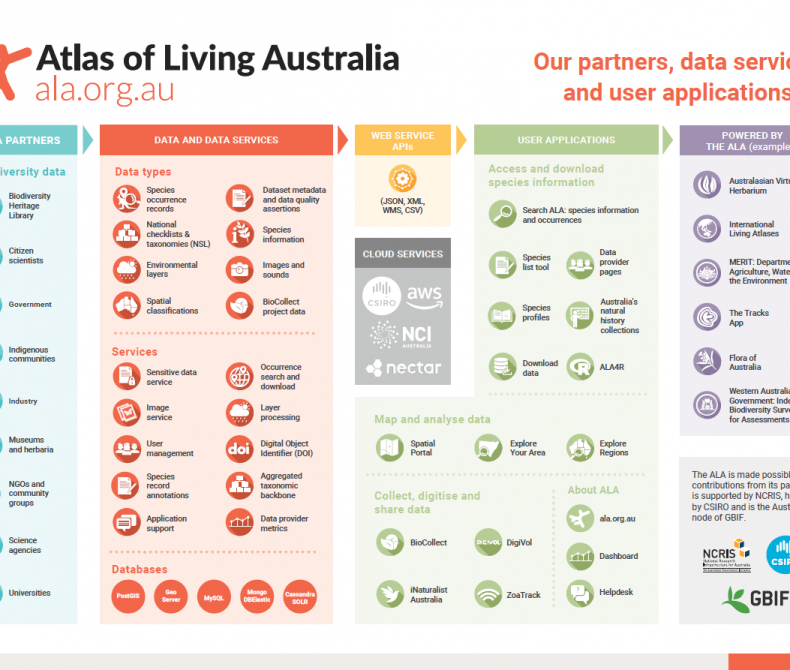 Atlas of Living Australia
ala.org.au
Our partners, data servic
and user applications
A PARTNERS
diversity data
Biodiversity
Heritage
Library
Citizen
scientists
Government
Indigenous
communities
Industry
Museums
and herbaria
NGOs and
community
groups
Science
agencies
Universities
DATA AND DATA SERVICES
Data types
Species
occurrence
records
Dataset metadata
and data quality
assertions
National
checklists &
taxonomies (NSL)
Species
information
Environmental
layers
Images and
sounds
Spatial
classifications
BioCollect
project data
Services
Sensitive data
service
Occurrence
search and
download
Image
service
Layer
processing
User
management
doi
Digital Object
Identifier (DOI)
Species
record
annotations
Aggregated
taxonomic
backbone
Application
support
Data provider
metrics
Databases
PostGIS
Geo
Server
MySQL
Mongo
DBElastic
Cassandra
SOLR
WEB SERVICE
APIs
(JSON, XML,
WMS, CSV)
CLOUD SERVICES
CSIRO
aws
NCI
AUSTRALIA
nectar
USER APPLICATIONS
Access and download
species information
Search ALA: species information
and occurrences
Species
list tool
Data
provider
pages
Species
profiles
Australia's
natural
history
collections
Download
data
R
ALA4R
Map and analyse data
Spatial
Portal
Explore
Your Area
Explore
Regions
Collect, digitise and
share data
BioCollect
DIGIVOL
DigiVol
iNaturalist
Australia
ZoaTrack
About ALA
ala.org.au
Dashboard
Helpdesk
POWERED BY
THE ALA (example
Australasian Virtu
Herbarium
International
Living Atlases
MERIT: Departme
Agriculture, Wate
the Environment
The Tracks
App
Flora of
Australia
Western Australia
Government: Inde
Biodiversity Surve
for Assessments
The ALA is made possibl
contributions from its pa
is supported by NCRIS, h
by CSIRO and is the Aust
node of GBIF.
NCRIS
National Research
Infrastructure for Australia
CSIR
GBIF